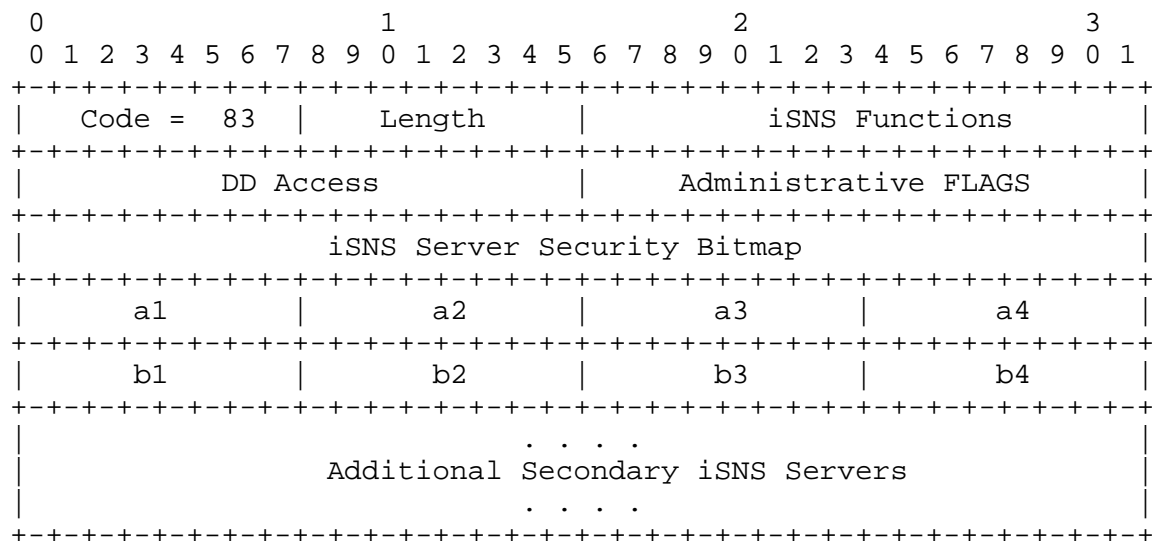 0                   1                   2                   3
 0 1 2 3 4 5 6 7 8 9 0 1 2 3 4 5 6 7 8 9 0 1 2 3 4 5 6 7 8 9 0 1
+-+-+-+-+-+-+-+-+-+-+-+-+-+-+-+-+-+-+-+-+-+-+-+-+-+-+-+-+-+-+-+-+
|   Code =  83  |    Length     |          iSNS Functions       |
+-+-+-+-+-+-+-+-+-+-+-+-+-+-+-+-+-+-+-+-+-+-+-+-+-+-+-+-+-+-+-+-+
|           DD Access           |     Administrative FLAGS      |
+-+-+-+-+-+-+-+-+-+-+-+-+-+-+-+-+-+-+-+-+-+-+-+-+-+-+-+-+-+-+-+-+
|                 iSNS Server Security Bitmap                   |
+-+-+-+-+-+-+-+-+-+-+-+-+-+-+-+-+-+-+-+-+-+-+-+-+-+-+-+-+-+-+-+-+
|      a1       |       a2      |       a3      |       a4      |
+-+-+-+-+-+-+-+-+-+-+-+-+-+-+-+-+-+-+-+-+-+-+-+-+-+-+-+-+-+-+-+-+
|      b1       |       b2      |       b3      |       b4      |
+-+-+-+-+-+-+-+-+-+-+-+-+-+-+-+-+-+-+-+-+-+-+-+-+-+-+-+-+-+-+-+-+
|                            . . . .                            |
|                 Additional Secondary iSNS Servers             |
|                            . . . .                            |
+-+-+-+-+-+-+-+-+-+-+-+-+-+-+-+-+-+-+-+-+-+-+-+-+-+-+-+-+-+-+-+-+